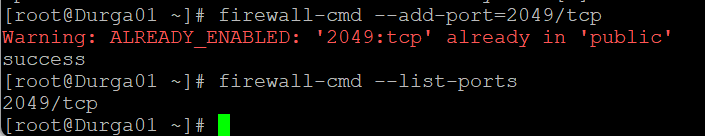 [root@Durga01 ~]# firewall-cmd --add-port=2049/tcp
Warning: ALREADY_ENABLED: '2049:tcp' already in 'public'
success
[root@Durga01 ~]# firewall-cmd --list-ports
2049/tcp
[root@Durga01 ~]#